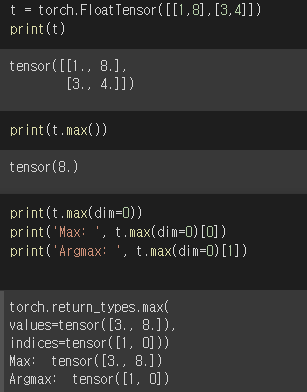 t = torch.FloatTensor([[1,8],[3,4]])
print(t)
tensor([[1., 8.],
        [3., 4.]])
print(t.max())
tensor(8.)
print(t.max(dim=0))
print('Max: ', t.max(dim=0)[0])
print('Argmax: ', t.max(dim=0)[1])
torch.return_types.max(
values=tensor([3., 8.]),
indices=tensor([1, 0]))
Max:  tensor([3., 8.])
Argmax:  tensor([1, 0])